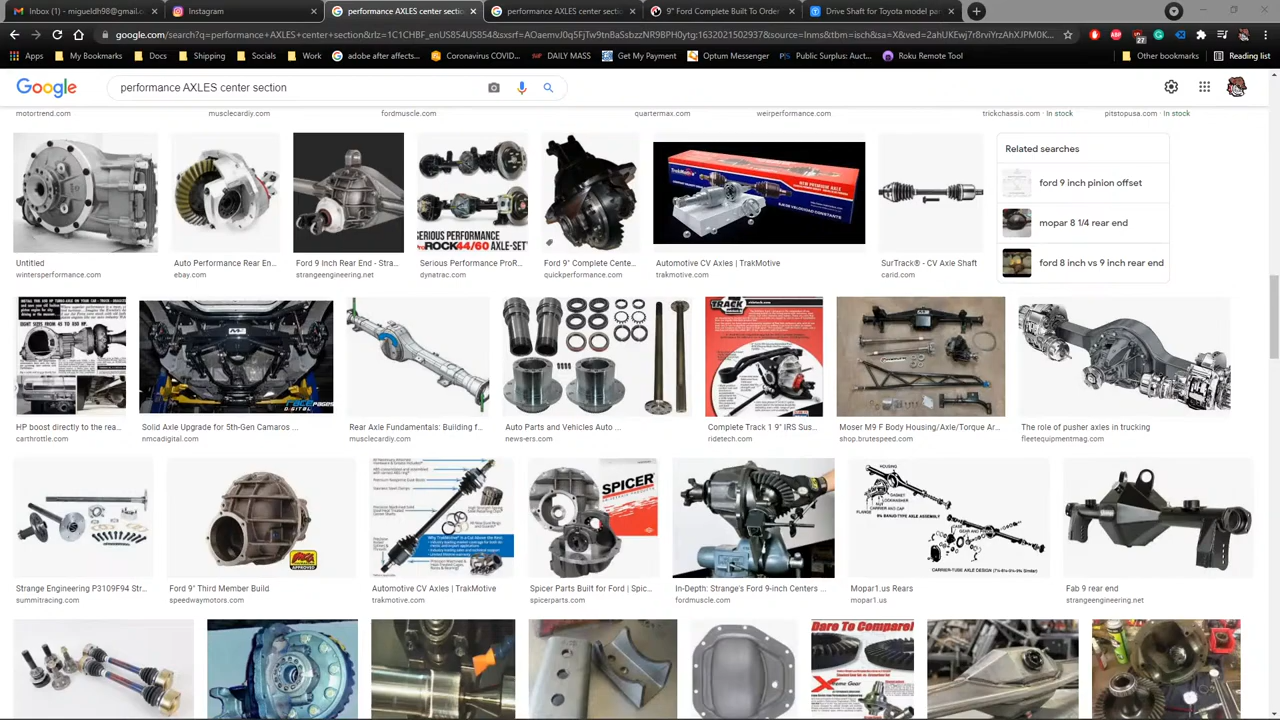 Inbox (1) - migueldh98@gmail.c
Instagram
performance AXLES center sectio
performance AXLES center section
9" Ford Complete Built To Order
Drive Shaft for Toyota model par
Apps
My Bookmarks
Docs
Shipping
Socials
Work
adobe after affects...
Coronavirus COVID...
DAILY MASS
Get My Payment
Optum Messenger
Public Surplus: Auct...
Roku Remote Tool
Other bookmarks
Reading list
Google
performance AXLES center section
motortrend.com
musclecardiy.com
fordmuscle.com
quartermax.com
weirperformance.com
trickchassis.com · In stock
pitstopusa.com · In stock
SERIOUS PERFORMANCE
PROROCK44/60 AXLE-SET
Related searches
ford 9 inch pinion offset
mopar 8 1/4 rear end
ford 8 inch vs 9 inch rear end
Untitled
wintersperformance.com
Auto Performance Rear En...
ebay.com
Ford 9 Inch Rear End - Stra...
strangeengineering.net
Serious Performance ProR...
dynatrac.com
Ford 9" Complete Cente...
quickperformance.com
Automotive CV Axles | TrakMotive
trakmotive.com
SurTrack® - CV Axle Shaft
carid.com
HP boost directly to the rea...
carthrottle.com
Solid Axle Upgrade for 5th-Gen Camaros ...
nmcadigital.com
Rear Axle Fundamentals: Building f...
musclecardiy.com
Auto Parts and Vehicles Auto ...
news-ers.com
Complete Track 1 9" IRS Sus...
ridetech.com
Moser M9 F Body Housing/Axle/Torque Ar...
shop.brutespeed.com
The role of pusher axles in trucking
fleetequipmentmag.com
SPICER
Strange Engineering P3109F94 Str...
summitracing.com
Ford 9" Third Member Build
speedwaymotors.com
Automotive CV Axles | TrakMotive
trakmotive.com
Spicer Parts Built for Ford | Spic...
spicerparts.com
In-Depth: Strange's Ford 9-inch Centers ...
fordmuscle.com
Mopar1.us Rears
mopar1.us
Fab 9 rear end
strangeengineering.net
Dare To Compare!